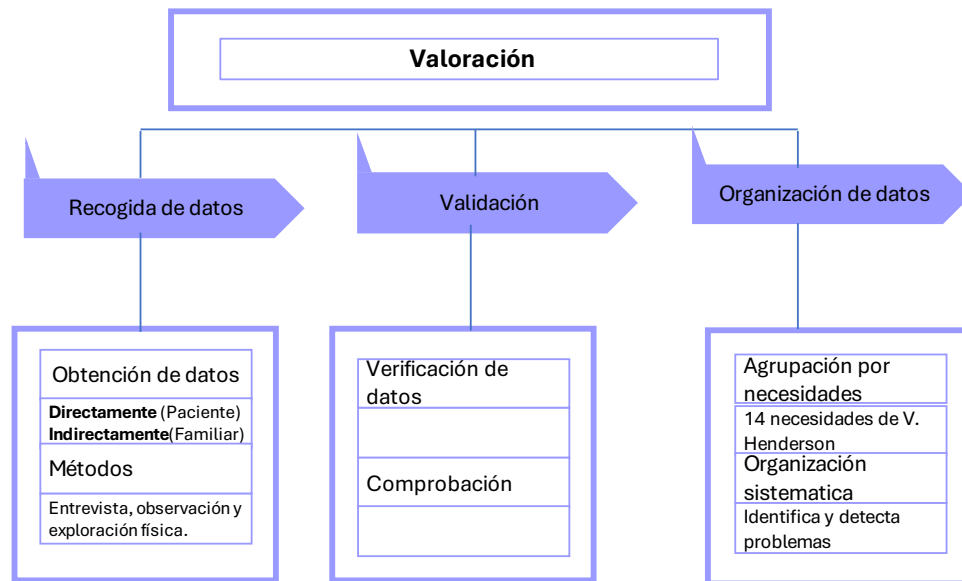 Valoración
Recogida de datos
Validación
Organización de datos
Obtención de datos
Directamente (Paciente)
Indirectamente(Familiar)
Métodos
Entrevista, observación y
exploración física.
Verificación de
datos
Comprobación
Agrupación por
necesidades
14 necesidades de V.
Henderson
Organización
sistematica
Identifica y detecta
problemas